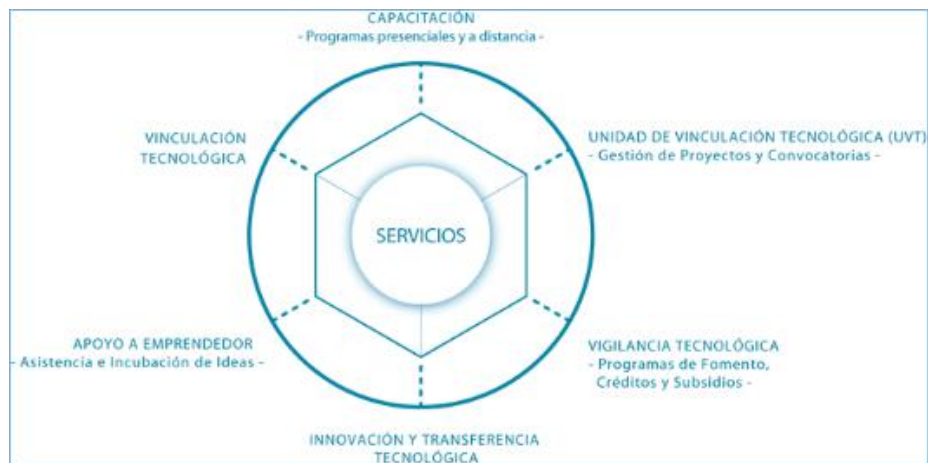 CAPACITACIÓN
- Programas presenciales y a distancia -
VINCULACIÓN
TECNOLÓGICA
UNIDAD DE VINCULACIÓN TECNOLÓGICA (UVT)
- Gestión de Proyectos y Convocatorias -
SERVICIOS
APOYO A EMPRENDEDOR
- Asistencia e Incubación de Ideas -
VIGILANCIA TECNOLÓGICA
- Programas de Fomento,
Créditos y Subsidios -
INNOVACIÓN Y TRANSFERENCIA
TECNOLÓGICA